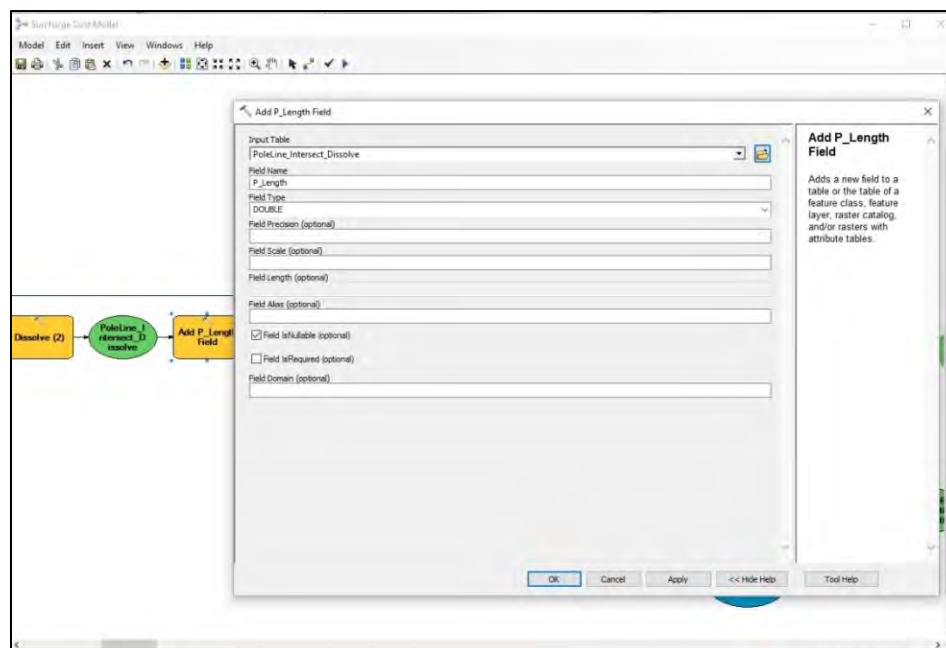 Surcharge Cost Model
Model Edit Insert View Windows Help
Add P_Length Field
Input Table
PoleLine_Intersect_Dissolve
Field Name
P_Length
Field Type
DOUBLE
Field Precision (optional)
Field Scale (optional)
Field Length (optional)
Field Alias (optional)
Field IsNullable (optional)
Field IsRequired (optional)
Field Domain (optional)
Add P_Length
Field
Adds a new field to a
table or the table of a
feature class, feature
layer, raster catalog,
and/or rasters with
attribute tables.
Dissolve (2)
PoleLine_I
ntersect_D
issolve
Add P_Lengt
Field
OK Cancel Apply << Hide Help Tool Help